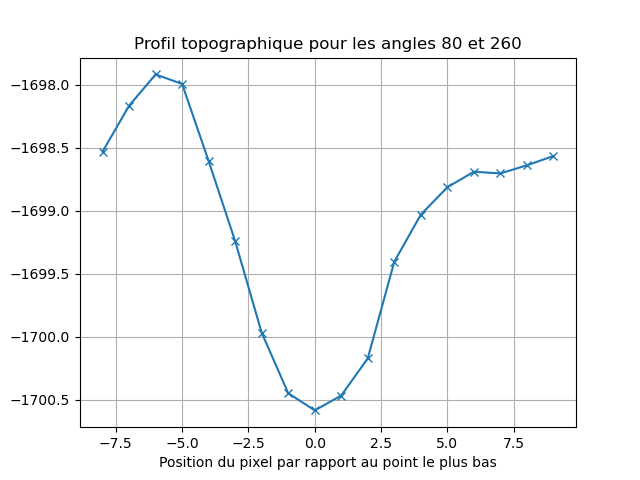 Profil topographique pour les angles 80 et 260
−1698.0
−1698.5
−1699.0
−1699.5
−1700.0
−1700.5
−7.5 −5.0 −2.5 0.0 2.5 5.0 7.5
Position du pixel par rapport au point le plus bas